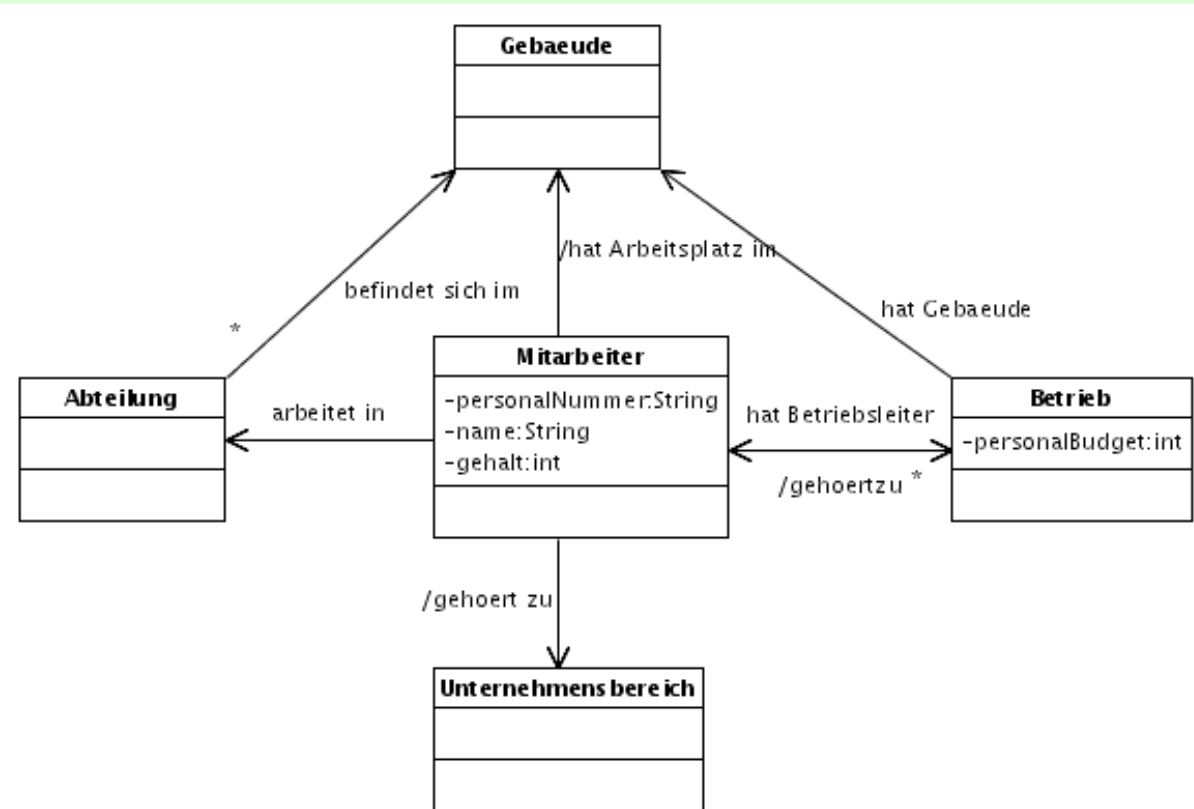 Gebaeude
/hat Arbeitsplatz im
befindet sich im
hat Gebaeude
*
Mitarbeiter
-personalNummer:String
-name:String
-gehalt:int
Abteilung
arbeitet in
hat Betriebsleiter
/gehoertzu *
Betrieb
-personalBudget:int
/gehoert zu
Unternehmensbereich